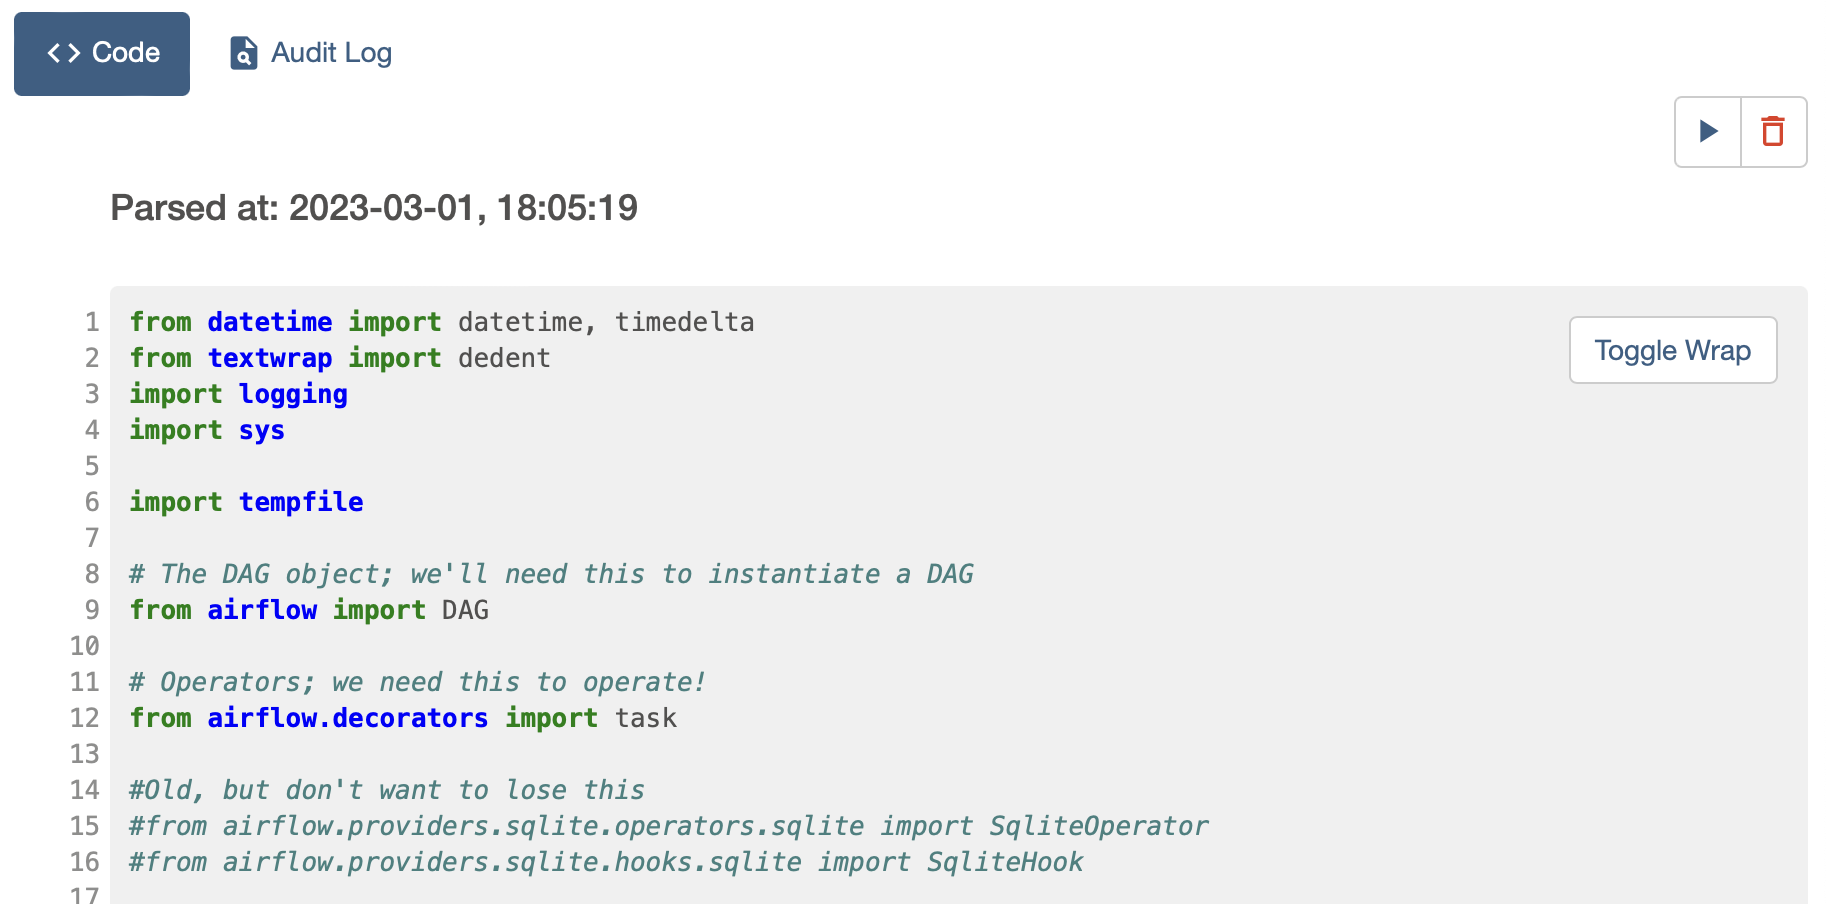 <> Code
Audit Log
Parsed at: 2023-03-01, 18:05:19
Toggle Wrap
1 from datetime import datetime, timedelta
2 from textwrap import dedent
3 import logging
4 import sys
5
6 import tempfile
7
8 # The DAG object; we'll need this to instantiate a DAG
9 from airflow import DAG
10
11 # Operators; we need this to operate!
12 from airflow.decorators import task
13
14 #Old, but don't want to lose this
15 #from airflow.providers.sqlite.operators.sqlite import SqliteOperator
16 #from airflow.providers.sqlite.hooks.sqlite import SqliteHook
17